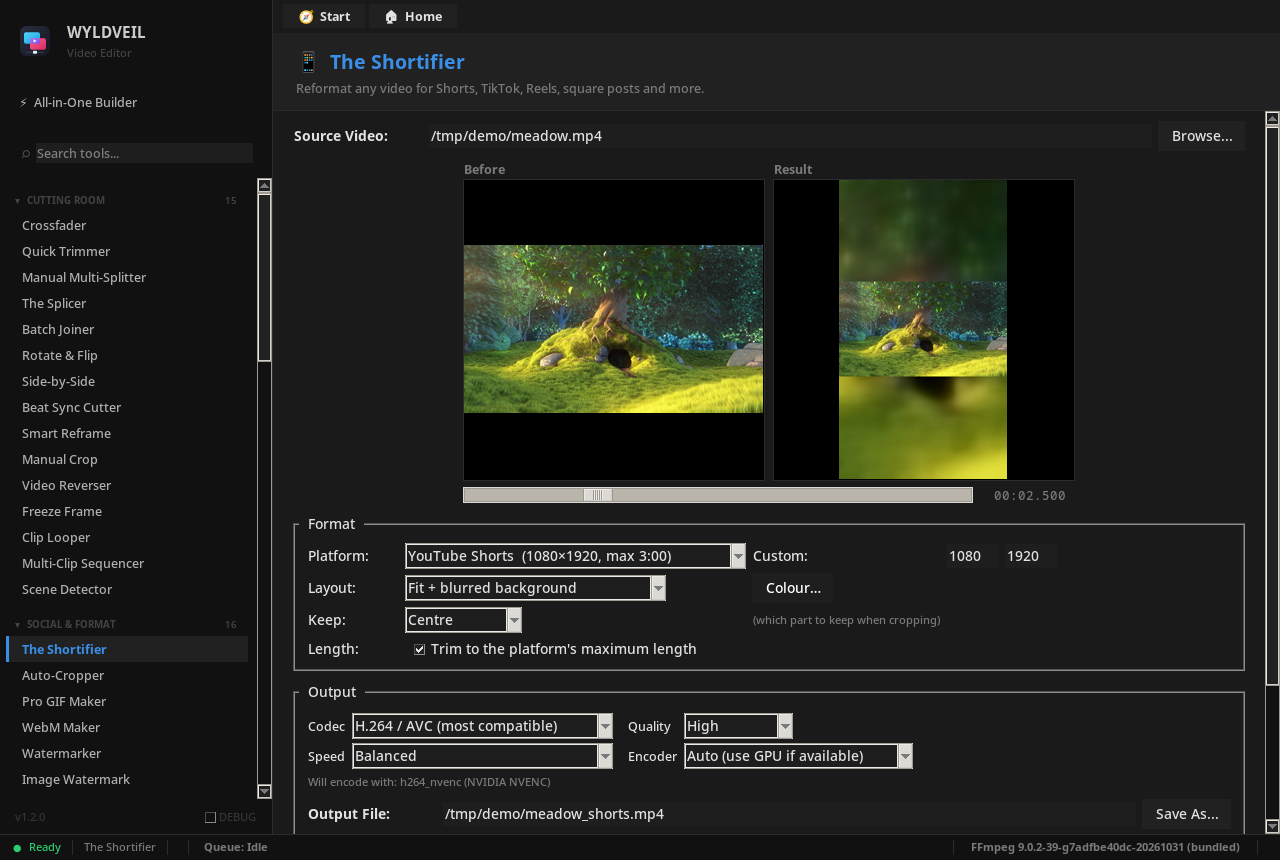 WYLDVEIL
Video Editor
⚡ All-in-One Builder
Search tools...
CUTTING ROOM 15
Crossfader
Quick Trimmer
Manual Multi-Splitter
The Splicer
Batch Joiner
Rotate & Flip
Side-by-Side
Beat Sync Cutter
Smart Reframe
Manual Crop
Video Reverser
Freeze Frame
Clip Looper
Multi-Clip Sequencer
Scene Detector
SOCIAL & FORMAT 16
The Shortifier
Auto-Cropper
Pro GIF Maker
WebM Maker
Watermarker
Image Watermark
v1.2.0 DEBUG
Start Home
The Shortifier
Reformat any video for Shorts, TikTok, Reels, square posts and more.
Source Video: /tmp/demo/meadow.mp4 Browse...
Before Result
00:02.500
Format
Platform: YouTube Shorts (1080×1920, max 3:00) Custom: 1080 1920
Layout: Fit + blurred background Colour...
Keep: Centre (which part to keep when cropping)
Length: Trim to the platform's maximum length
Output
Codec H.264 / AVC (most compatible) Quality High
Speed Balanced Encoder Auto (use GPU if available)
Will encode with: h264_nvenc (NVIDIA NVENC)
Output File: /tmp/demo/meadow_shorts.mp4 Save As...
Ready The Shortifier Queue: Idle FFmpeg 9.0.2-39-g7adfbe40dc-20261031 (bundled)